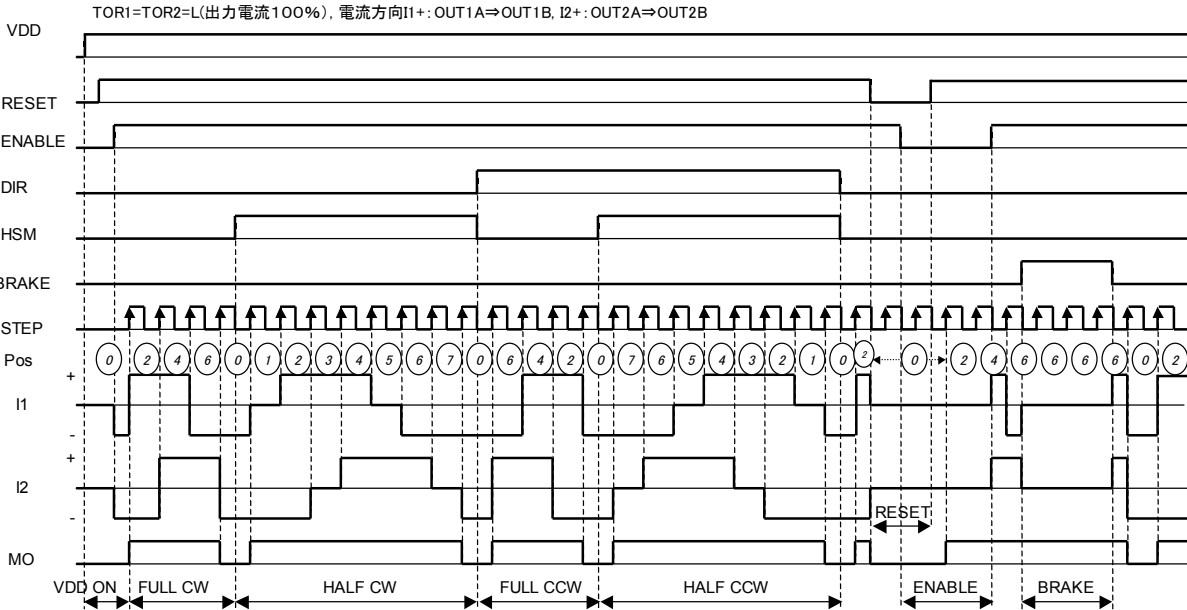 TOR1=TOR2=L(出力電流100%), 電流方向I1+:OUT1A⇒OUT1B, I2+:OUT2A⇒OUT2B
VDD
RESET
ENABLE
DIR
HSM
BRAKE
STEP
Pos 0 2 4 6 0 1 2 3 4 5 6 7 0 6 4 2 0 7 6 5 4 3 2 1 0 2 0 2 4 6 6 6 6 0 2
+
I1
-
+
I2
-
RESET
MO
VDD ON FULL CW HALF CW FULL CCW HALF CCW ENABLE BRAKE